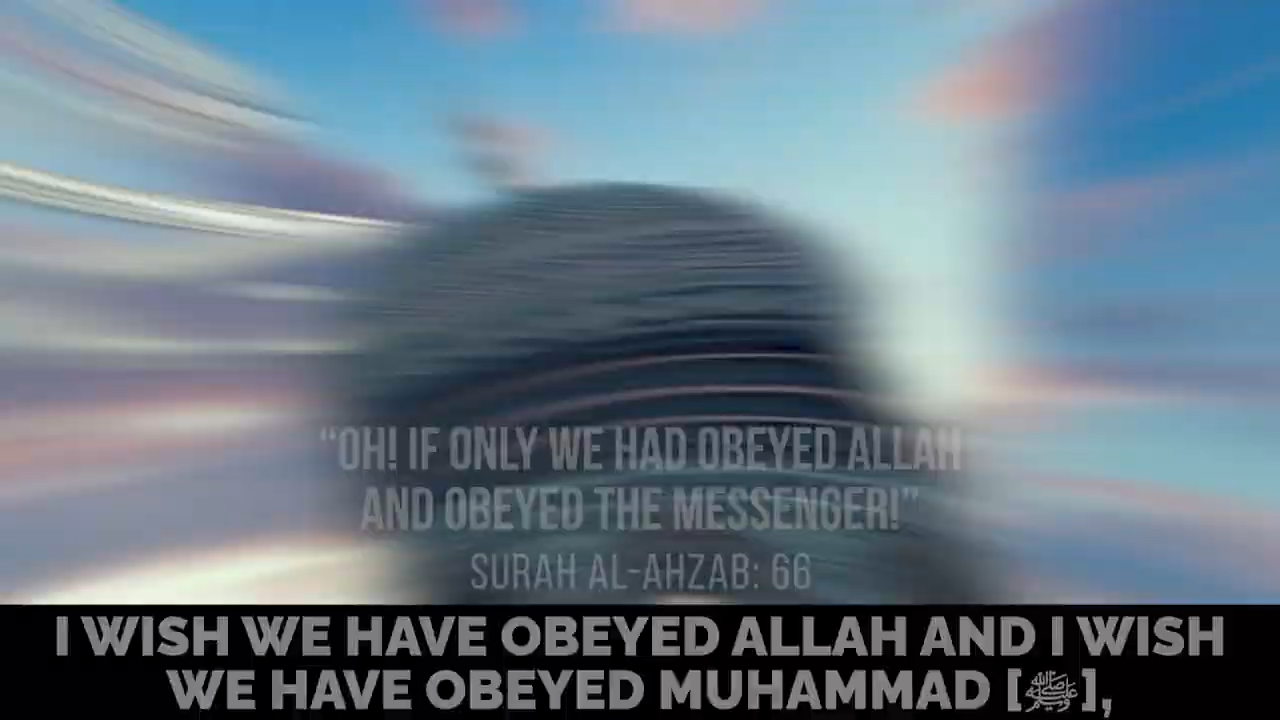 “OH! IF ONLY WE HAD OBEYED ALLAH
AND OBEYED THE MESSENGER!”
SURAH AL-AHZAB: 66
I WISH WE HAVE OBEYED ALLAH AND I WISH
WE HAVE OBEYED MUHAMMAD [ﷺ],